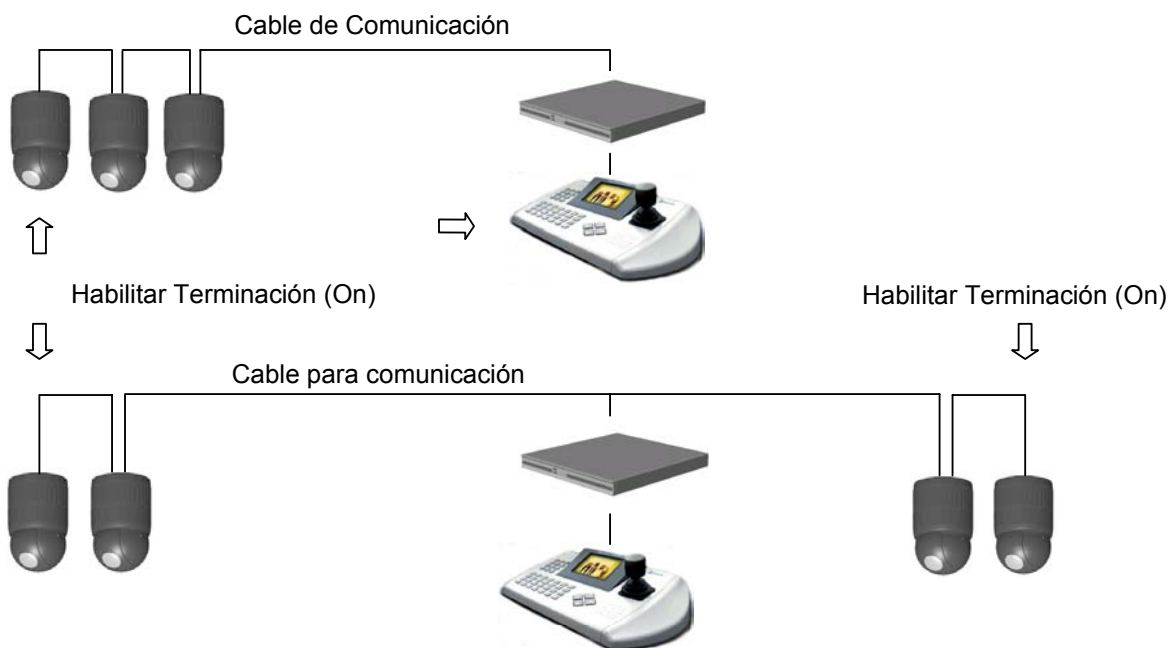 Cable de Comunicación
Habilitar Terminación (On)
Habilitar Terminación (On)
Cable para comunicación